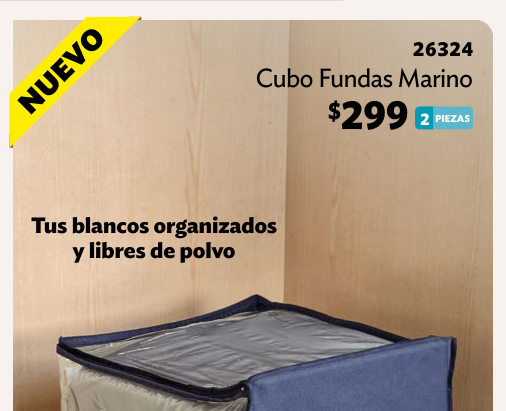 NUEVO
26324
Cubo Fundas Marino
$299 2 PIEZAS
Tus blancos organizados
y libres de polvo